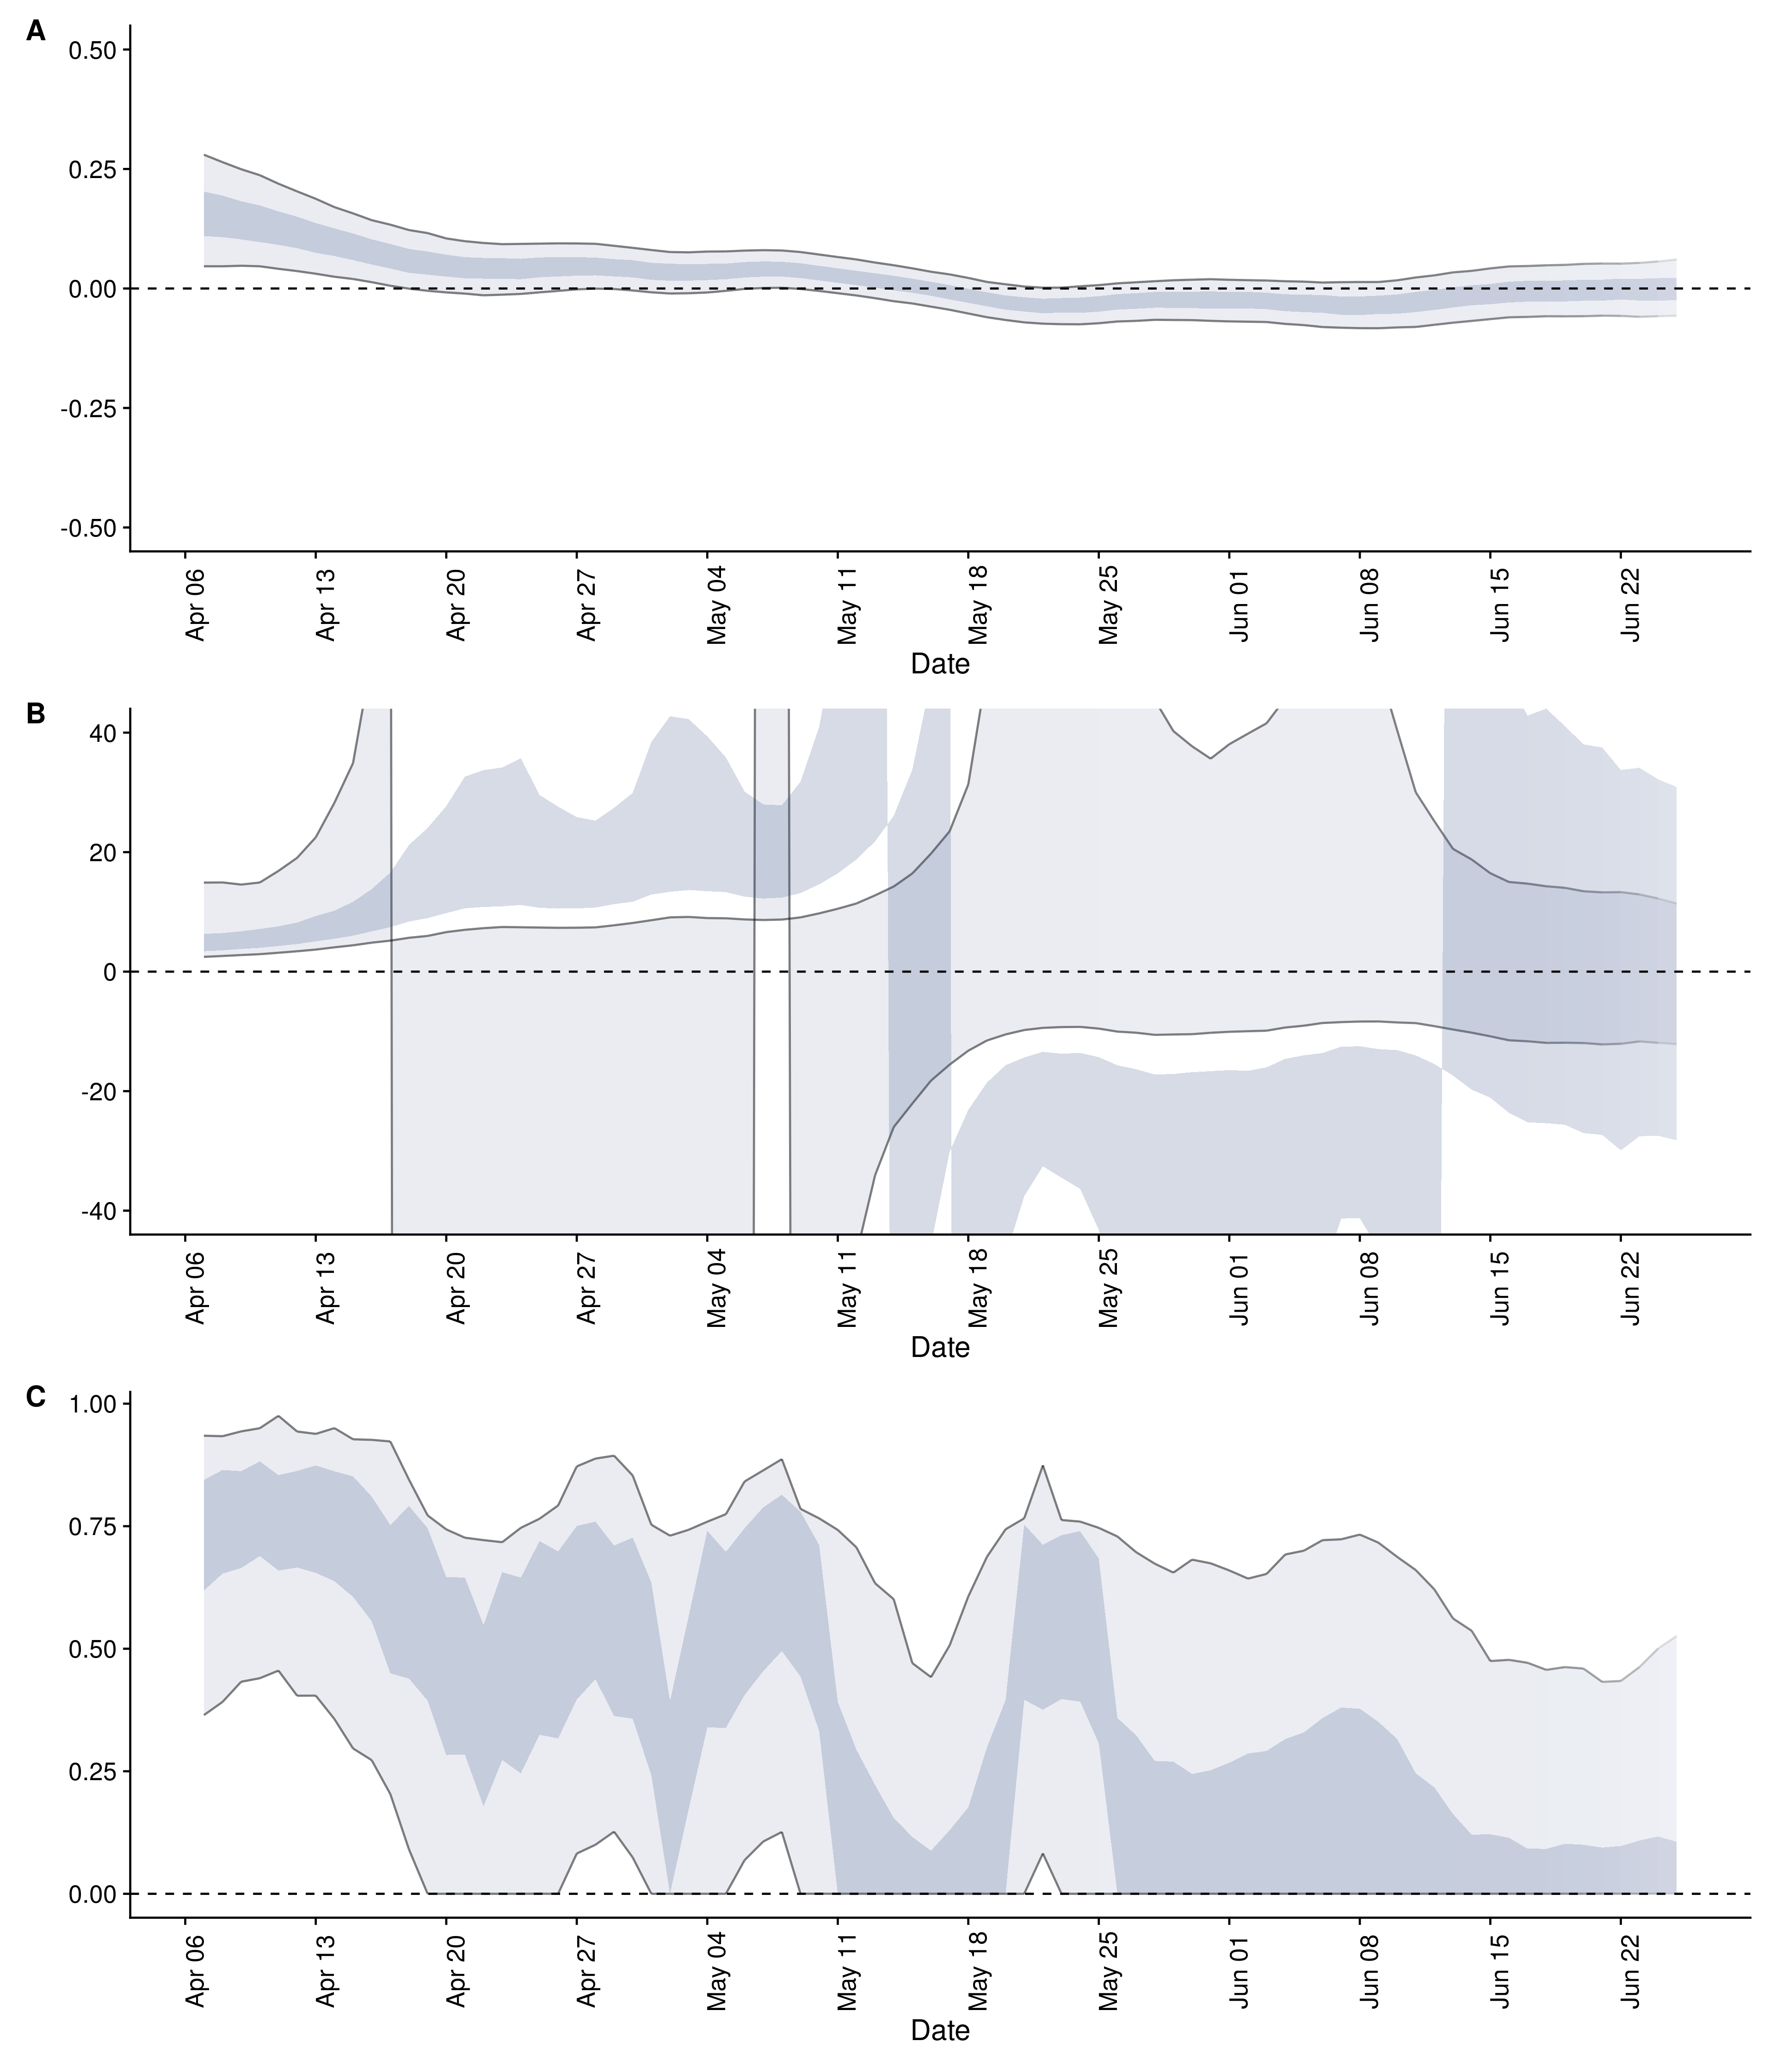 A
0.50
0.25
0.00
-0.25
-0.50
Apr 06
Apr 13
Apr 20
Apr 27
May 04
May 11
May 18
May 25
Jun 01
Jun 08
Jun 15
Jun 22
Date
B
40
20
0
-20
-40
Apr 06
Apr 13
Apr 20
Apr 27
May 04
May 11
May 18
May 25
Jun 01
Jun 08
Jun 15
Jun 22
Date
C
1.00
0.75
0.50
0.25
0.00
Apr 06
Apr 13
Apr 20
Apr 27
May 04
May 11
May 18
May 25
Jun 01
Jun 08
Jun 15
Jun 22
Date